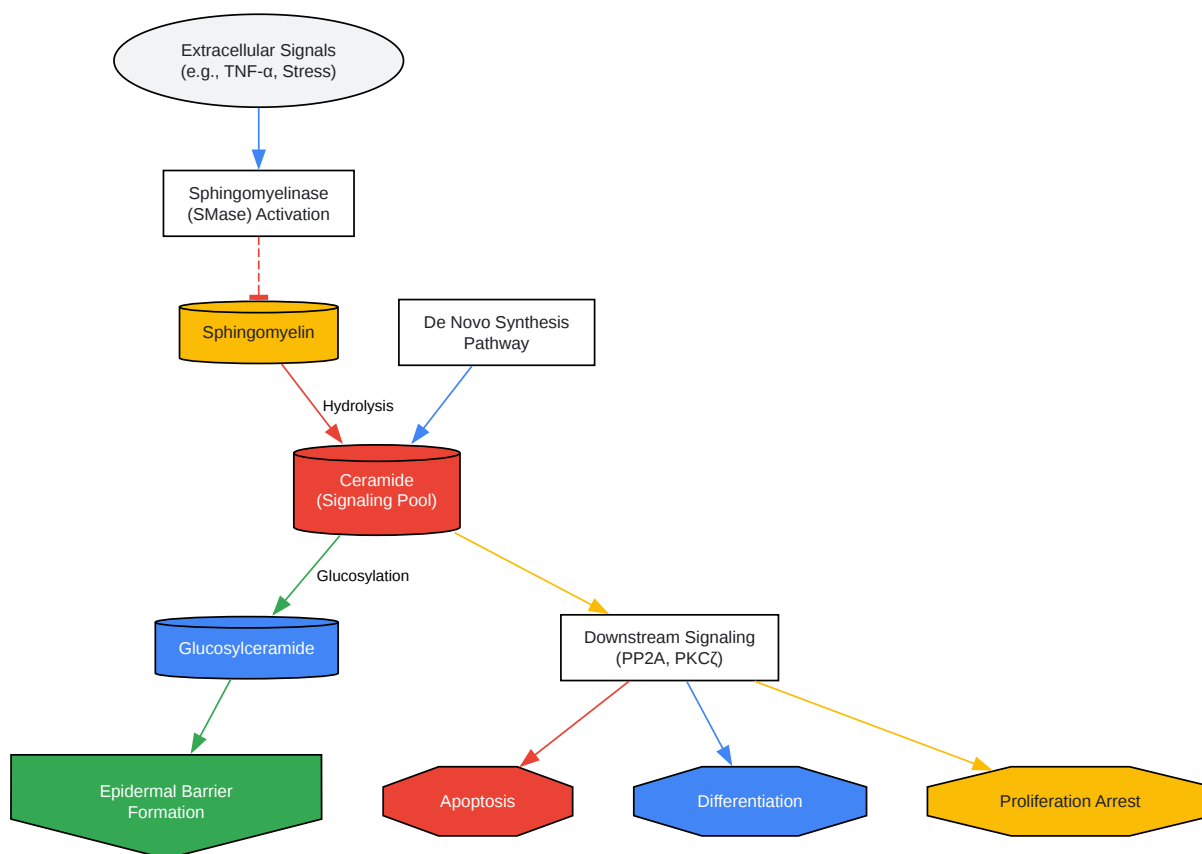 Extracellular Signals
(e.g., TNF-α, Stress)
Sphingomyelinase
(SMase) Activation
Sphingomyelin
De Novo Synthesis
Pathway
Hydrolysis
Ceramide
(Signaling Pool)
Glucosylation
Glucosylceramide
Downstream Signaling
(PP2A, PKCζ)
Epidermal Barrier
Formation
Apoptosis
Differentiation
Proliferation Arrest